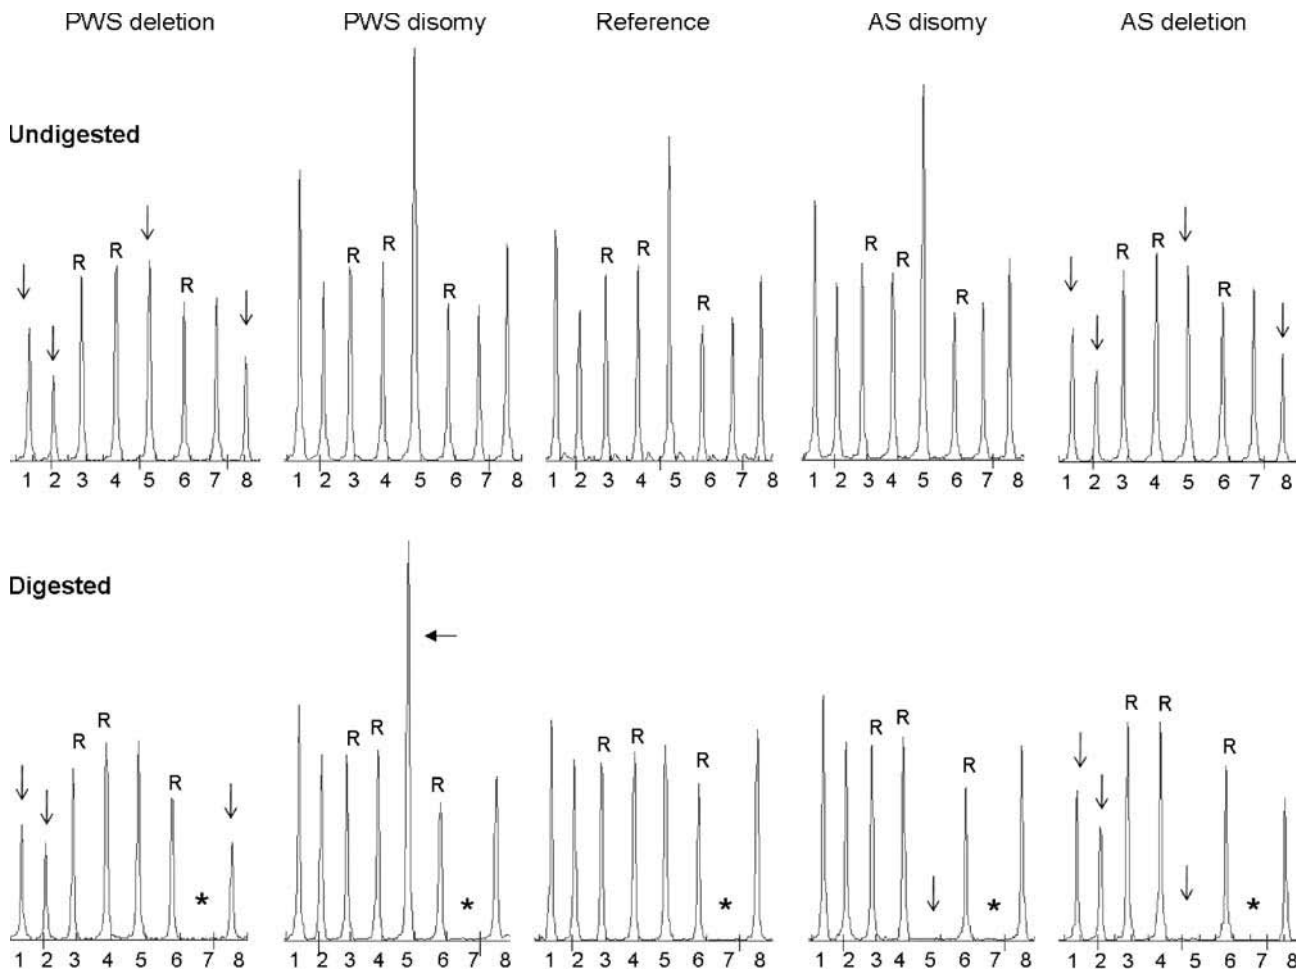 PWS deletion PWS disomy Reference AS disomy AS deletion
Undigested
R R R R R R R R R R R R R R R
1 2 3 4 5 6 7 8 1 2 3 4 5 6 7 8 1 2 3 4 5 6 7 8 1 2 3 4 5 6 7 8 1 2 3 4 5 6 7 8
Digested
R R R R R R R R R R R R R R R
* * * * *
1 2 3 4 5 6 7 8 1 2 3 4 5 6 7 8 1 2 3 4 5 6 7 8 1 2 3 4 5 6 7 8 1 2 3 4 5 6 7 8